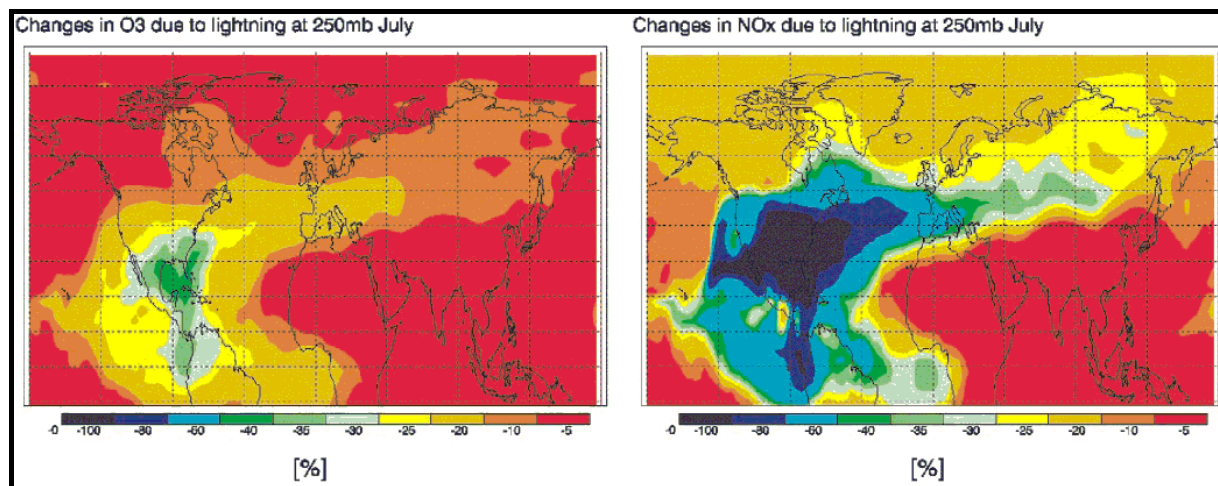 Changes in O3 due to lightning at 250mb July
Changes in NOx due to lightning at 250mb July
-0 -100 -80 -60 -40 -35 -30 -25 -20 -10 -5
-0 -100 -80 -60 -40 -35 -30 -25 -20 -10 -5
[%]
[%]